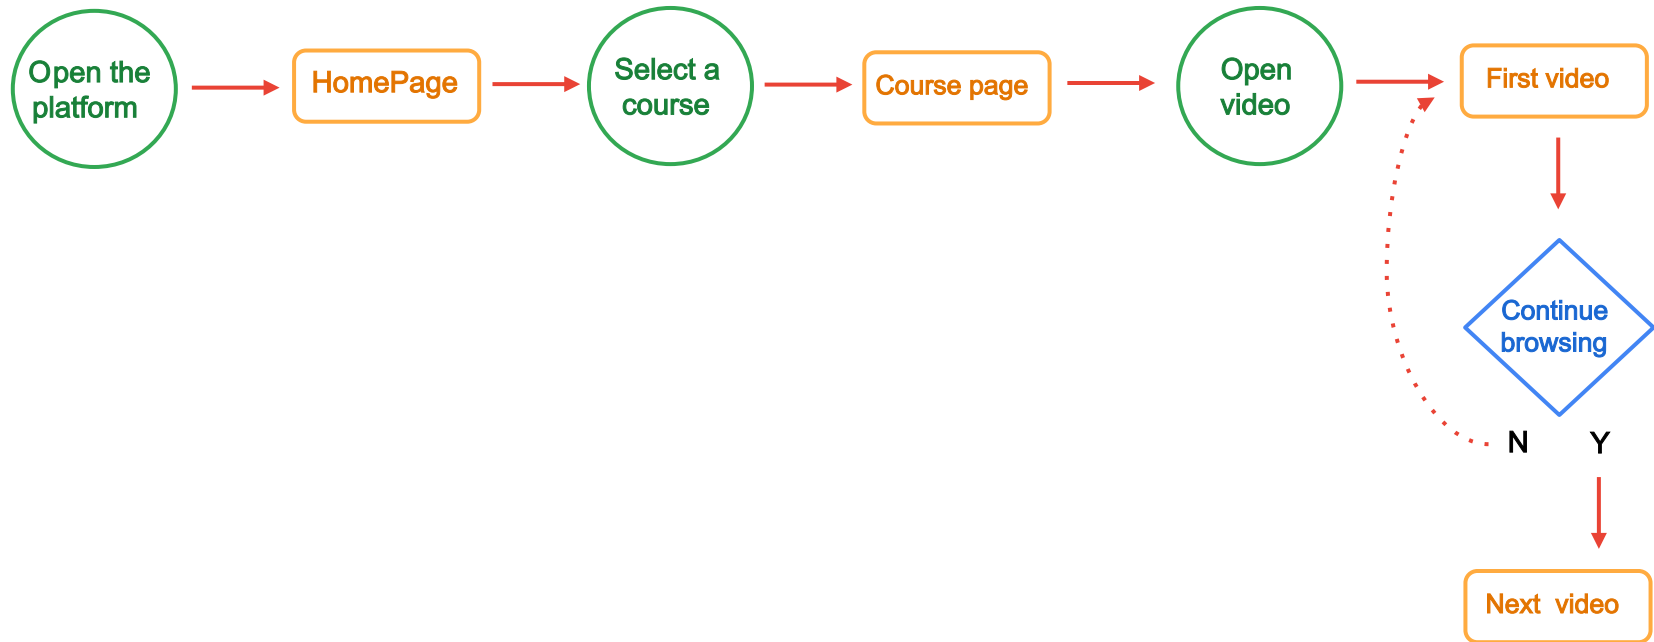 Open the
platform
HomePage
Select a
course
Course page
Open
video
First video
Continue
browsing
N
Y
Next video